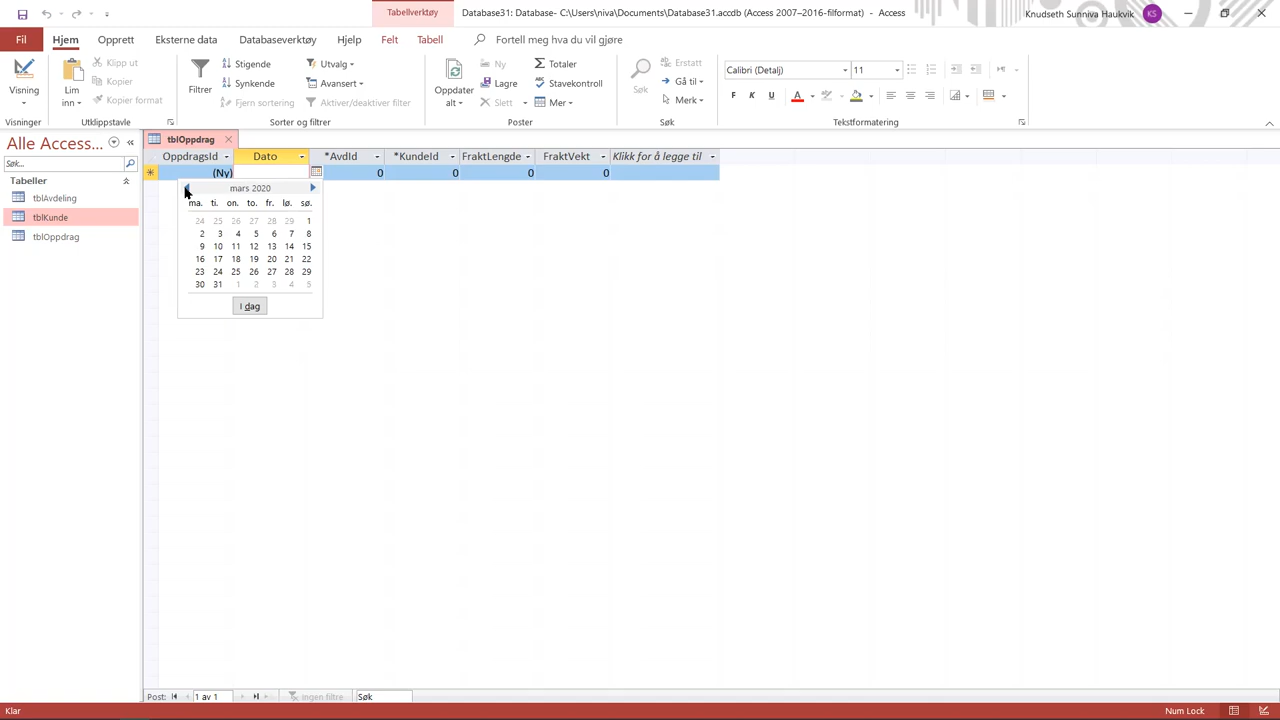 Tabellverktøy
Database31: Database- C:\Users\niva\Documents\Database31.accdb (Access 2007–2016-filformat) - Access
Knudseth Sunniva Haukvik KS
Fil Hjem Opprett Eksterne data Databaseverktøy Hjelp Felt Tabell Fortell meg hva du vil gjøre
Visning
Visninger
Lim inn
Klipp ut
Kopier
Kopier format
Utklippstavle
Filtrer
Stigende
Synkende
Fjern sortering
Utvalg
Avansert
Aktiver/deaktiver filter
Sorter og filtrer
Oppdater alt
Ny
Lagre
Slett
Totaler
Stavekontroll
Mer
Poster
Søk
Erstatt
Gå til
Merk
Søk
Calibri (Detalj) 11
F K U A
Tekstformatering
Alle Access...
Søk...
Tabeller
tblAvdeling
tblKunde
tblOppdrag
tblOppdrag
OppdragsId Dato *AvdId *KundeId FraktLengde FraktVekt Klikk for å legge til
(Ny) 0 0 0 0
mars 2020
ma. ti. on. to. fr. lø. sø.
24 25 26 27 28 29 1
2 3 4 5 6 7 8
9 10 11 12 13 14 15
16 17 18 19 20 21 22
23 24 25 26 27 28 29
30 31 1 2 3 4 5
I dag
Post: 1 av 1 Ingen filtre Søk
Klar Num Lock